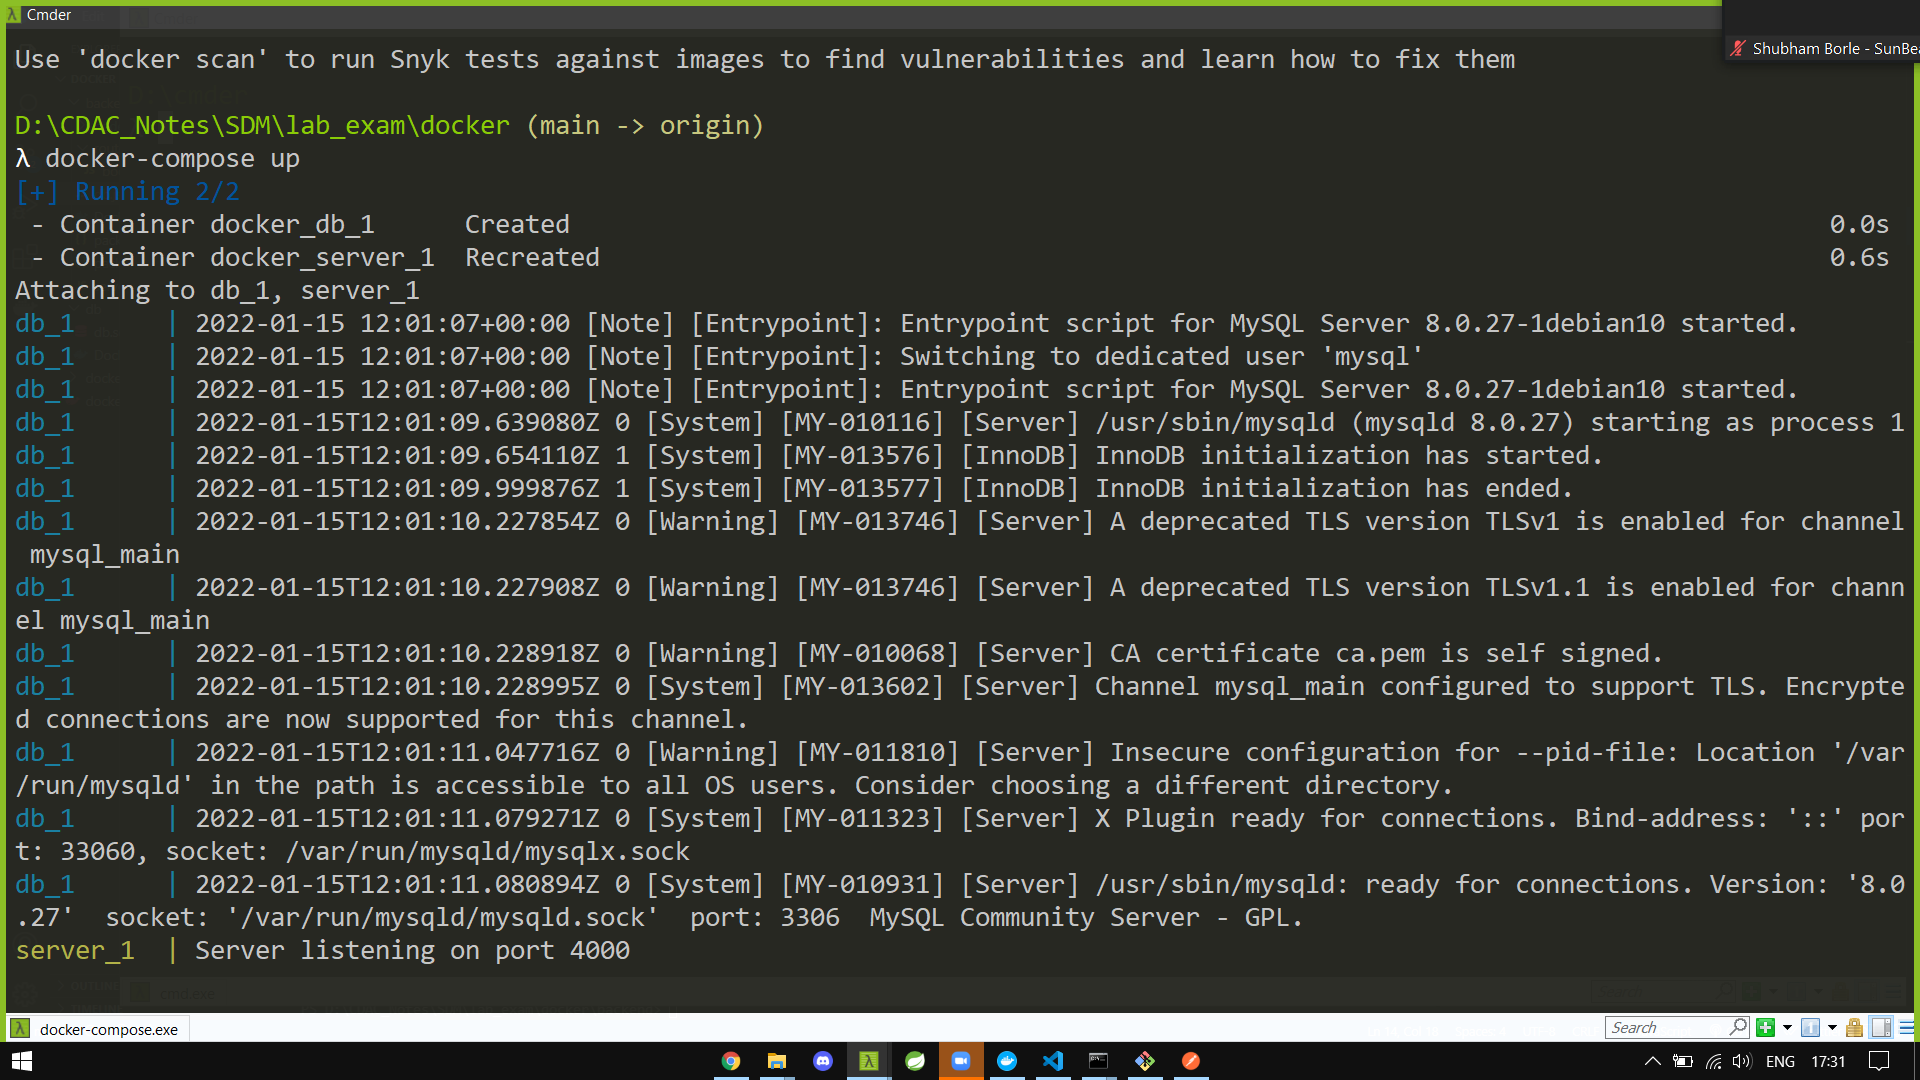 Cmder
Shubham Borle - SunBea
Use 'docker scan' to run Snyk tests against images to find vulnerabilities and learn how to fix them
D:\CDAC_Notes\SDM\lab_exam\docker (main -> origin)
λ docker-compose up
[+] Running 2/2
 - Container docker_db_1      Created      0.0s
 - Container docker_server_1  Recreated      0.6s
Attaching to db_1, server_1
db_1      | 2022-01-15 12:01:07+00:00 [Note] [Entrypoint]: Entrypoint script for MySQL Server 8.0.27-1debian10 started.
db_1      | 2022-01-15 12:01:07+00:00 [Note] [Entrypoint]: Switching to dedicated user 'mysql'
db_1      | 2022-01-15 12:01:07+00:00 [Note] [Entrypoint]: Entrypoint script for MySQL Server 8.0.27-1debian10 started.
db_1      | 2022-01-15T12:01:09.639080Z 0 [System] [MY-010116] [Server] /usr/sbin/mysqld (mysqld 8.0.27) starting as process 1
db_1      | 2022-01-15T12:01:09.654110Z 1 [System] [MY-013576] [InnoDB] InnoDB initialization has started.
db_1      | 2022-01-15T12:01:09.999876Z 1 [System] [MY-013577] [InnoDB] InnoDB initialization has ended.
db_1      | 2022-01-15T12:01:10.227854Z 0 [Warning] [MY-013746] [Server] A deprecated TLS version TLSv1 is enabled for channel
 mysql_main
db_1      | 2022-01-15T12:01:10.227908Z 0 [Warning] [MY-013746] [Server] A deprecated TLS version TLSv1.1 is enabled for chann
el mysql_main
db_1      | 2022-01-15T12:01:10.228918Z 0 [Warning] [MY-010068] [Server] CA certificate ca.pem is self signed.
db_1      | 2022-01-15T12:01:10.228995Z 0 [System] [MY-013602] [Server] Channel mysql_main configured to support TLS. Encrypte
d connections are now supported for this channel.
db_1      | 2022-01-15T12:01:11.047716Z 0 [Warning] [MY-011810] [Server] Insecure configuration for --pid-file: Location '/var
/run/mysqld' in the path is accessible to all OS users. Consider choosing a different directory.
db_1      | 2022-01-15T12:01:11.079271Z 0 [System] [MY-011323] [Server] X Plugin ready for connections. Bind-address: '::' por
t: 33060, socket: /var/run/mysqld/mysqlx.sock
db_1      | 2022-01-15T12:01:11.080894Z 0 [System] [MY-010931] [Server] /usr/sbin/mysqld: ready for connections. Version: '8.0
.27'  socket: '/var/run/mysqld/mysqld.sock'  port: 3306  MySQL Community Server - GPL.
server_1  | Server listening on port 4000
cmd.exe
docker-compose.exe
Search
ENG 17:31